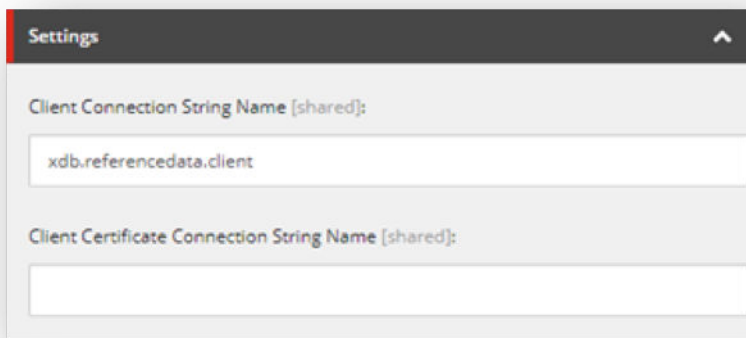 Settings
Client Connection String Name [shared]:
xdb.referencedata.client
Client Certificate Connection String Name [shared]: